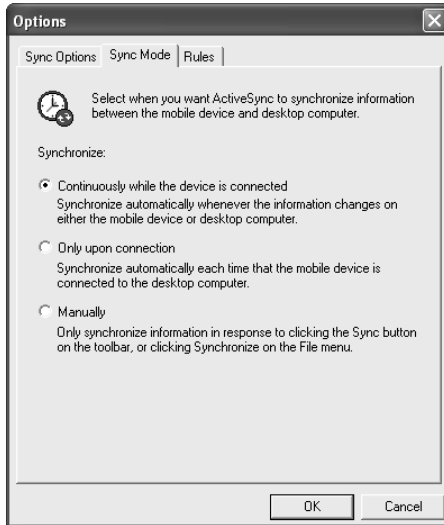 Options
Sync Options
Sync Mode
Rules
Select when you want ActiveSync to synchronize information
between the mobile device and desktop computer.
Synchronize:
Continuously while the device is connected
Synchronize automatically whenever the information changes on
either the mobile device or desktop computer.
Only upon connection
Synchronize automatically each time that the mobile device is
connected to the desktop computer.
Manually
Only synchronize information in response to clicking the Sync button
on the toolbar, or clicking Synchronize on the File menu.
OK
Cancel